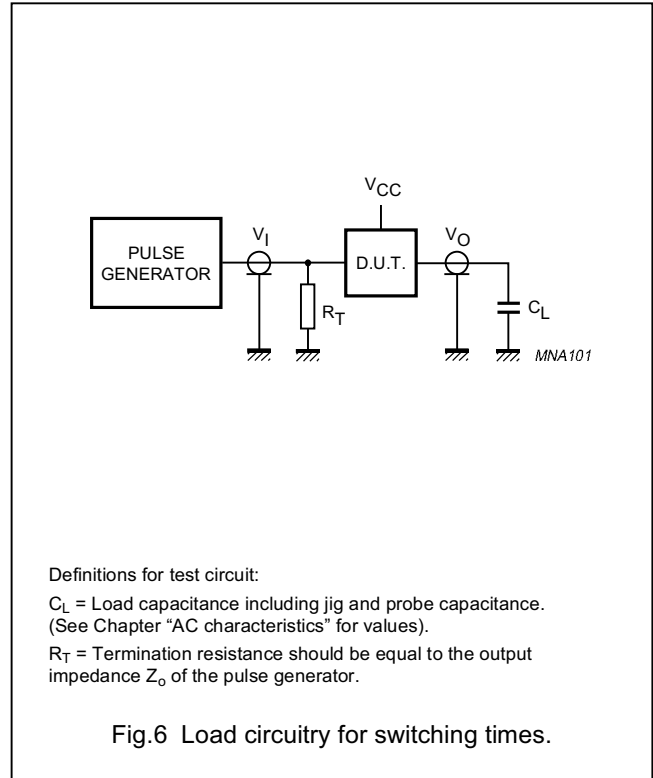 V_CC
V_I
V_O
PULSE
GENERATOR
D.U.T.
R_T
C_L
MNA101
Definitions for test circuit:
C_L = Load capacitance including jig and probe capacitance.
(See Chapter “AC characteristics” for values).
R_T = Termination resistance should be equal to the output
impedance Z_o of the pulse generator.
Fig.6 Load circuitry for switching times.